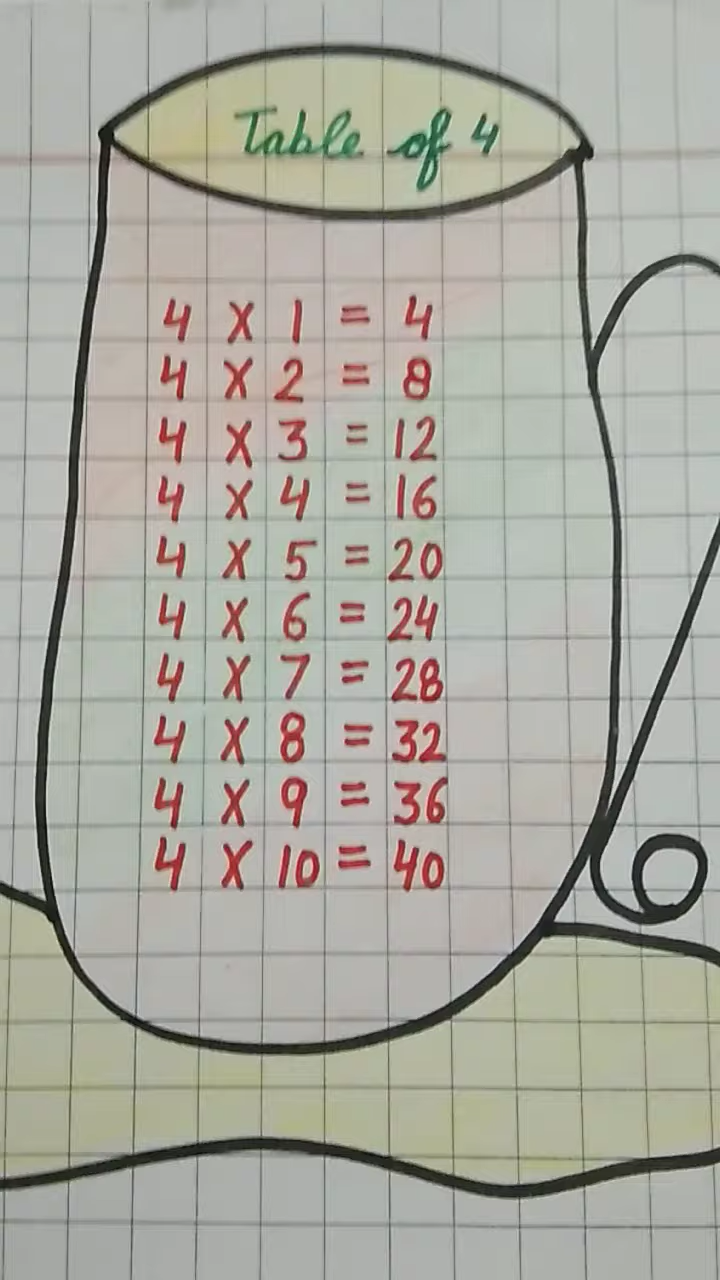 Table of 4
4 X 1 = 4
4 X 2 = 8
4 X 3 = 12
4 X 4 = 16
4 X 5 = 20
4 X 6 = 24
4 X 7 = 28
4 X 8 = 32
4 X 9 = 36
4 X 10 = 40